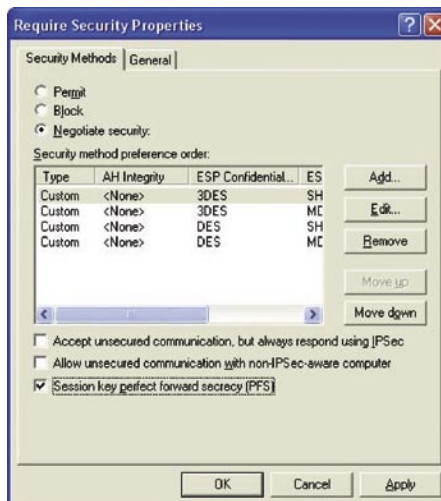 Require Security Properties
Security Methods General
Permit
Block
Negotiate security:
Security method preference order:
Type AH Integrity ESP Confidential... ES
Custom <None> 3DES SH
Custom <None> 3DES MD
Custom <None> DES SH
Custom <None> DES MD
Add...
Edit...
Remove
Move up
Move down
Accept unsecured communication, but always respond using IPSec
Allow unsecured communication with non-IPSec-aware computer
Session key perfect forward secrecy (PFS)
OK Cancel Apply